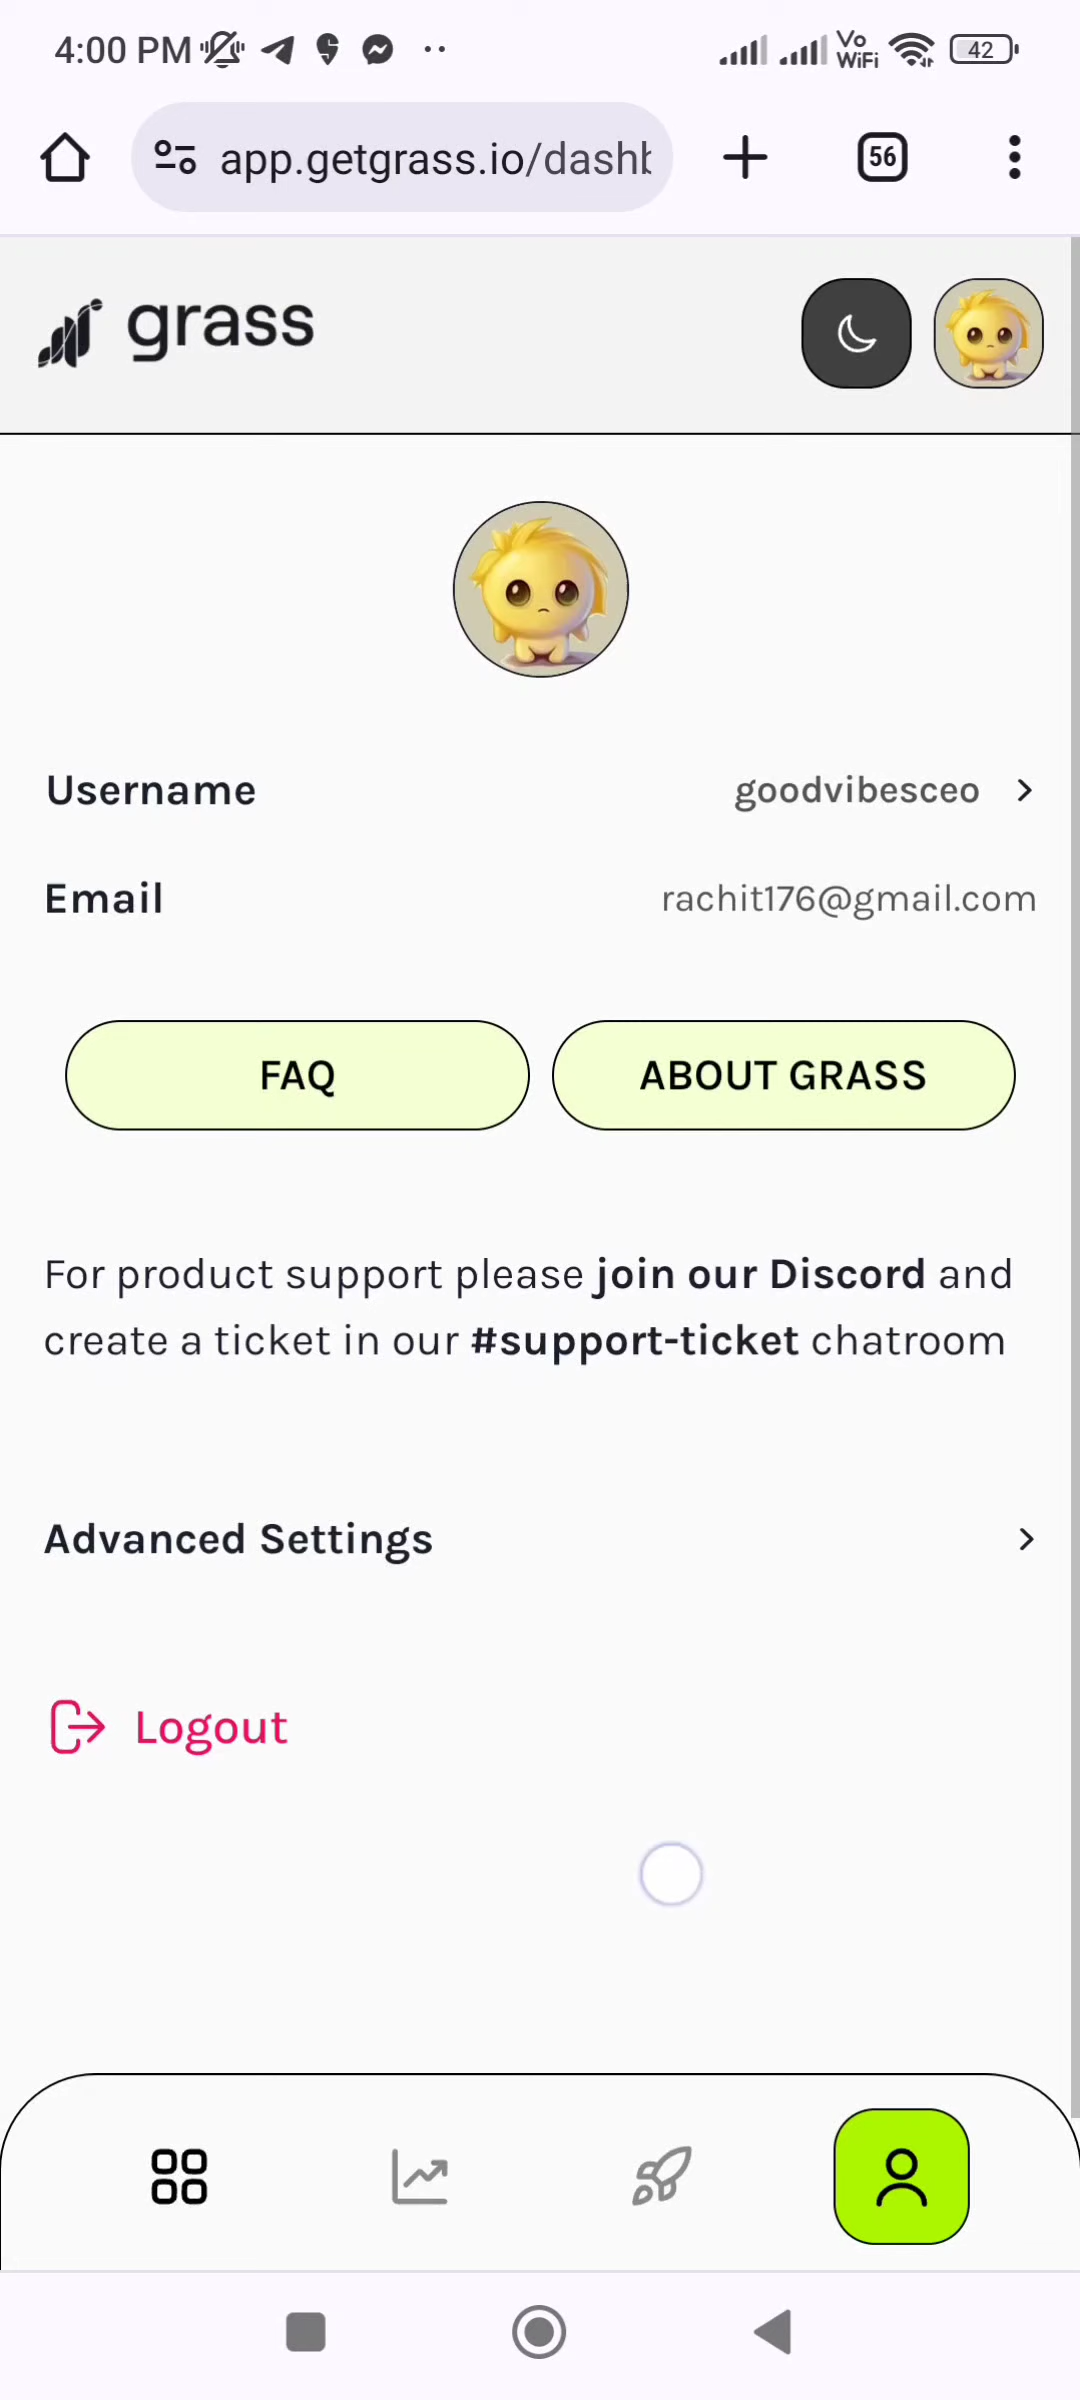 4:00 PM
Vo
WiFi
42
app.getgrass.io/dashb
56
grass
Username
goodvibesceo
Email
rachit176@gmail.com
FAQ
ABOUT GRASS
For product support please join our Discord and
create a ticket in our #support-ticket chatroom
Advanced Settings
Logout